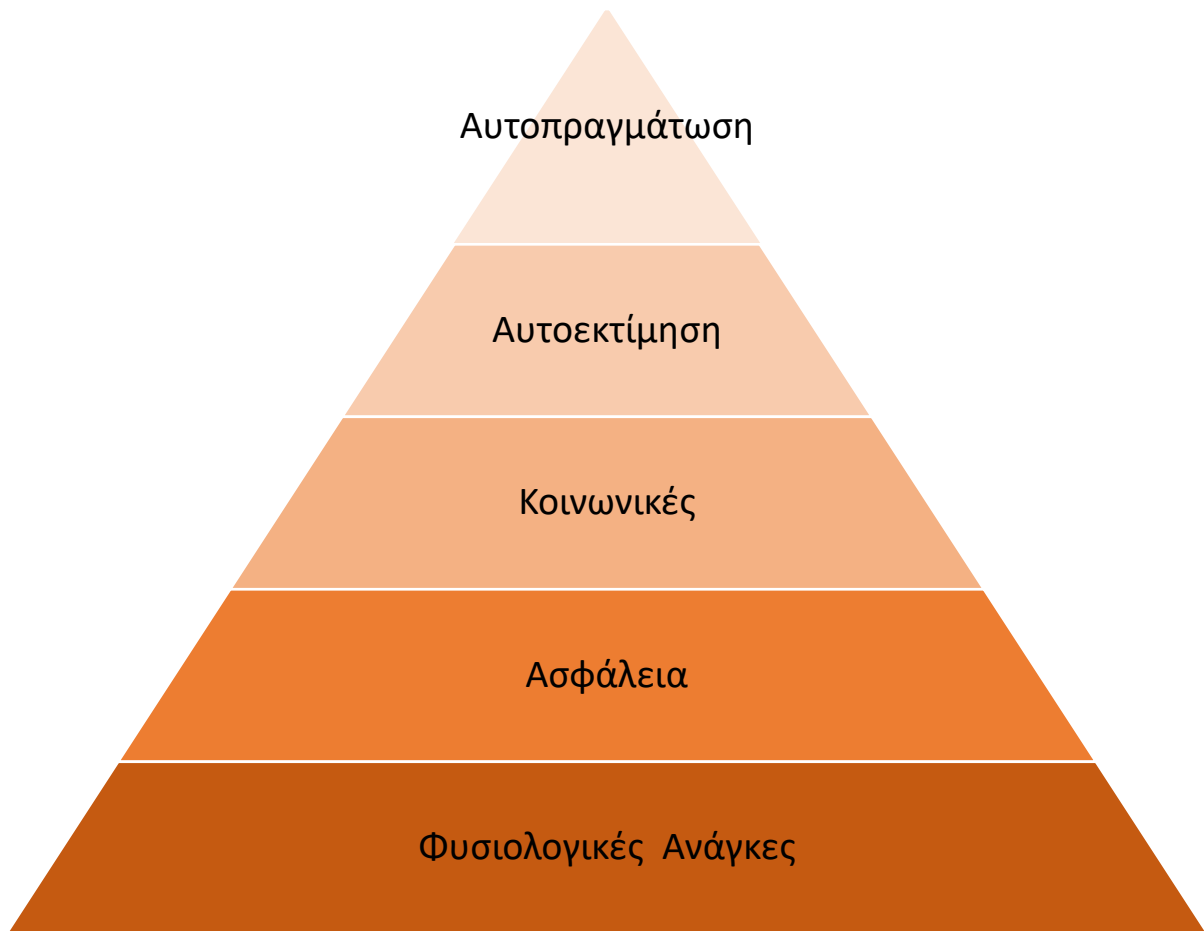 Αυτοπραγμάτωση
Αυτοεκτίμηση
Κοινωνικές
Ασφάλεια
Φυσιολογικές Ανάγκες